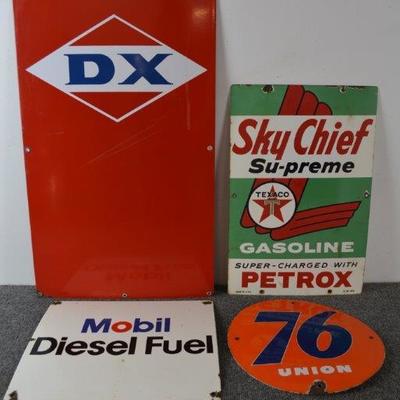 DX
Sky Chief
Su-preme
TEXACO
T
GASOLINE
SUPER-CHARGED WITH
PETROX
Mobil
Diesel Fuel
76
UNION